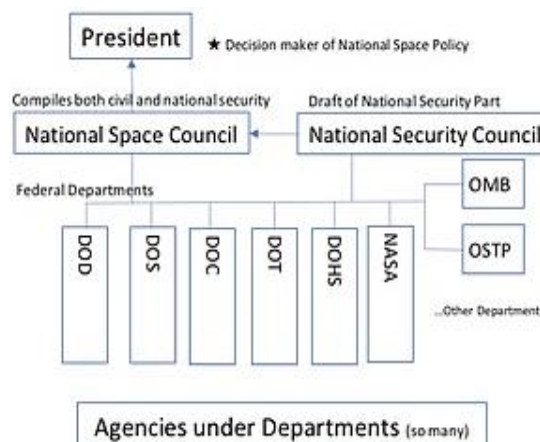 President
★ Decision maker of National Space Policy
Compiles both civil and national security
Draft of National Security Part
National Space Council
National Security Council
Federal Departments
OMB
OSTP
DOD
DOS
DOC
DOT
DOHS
NASA
...Other Department
Agencies under Departments (so many)